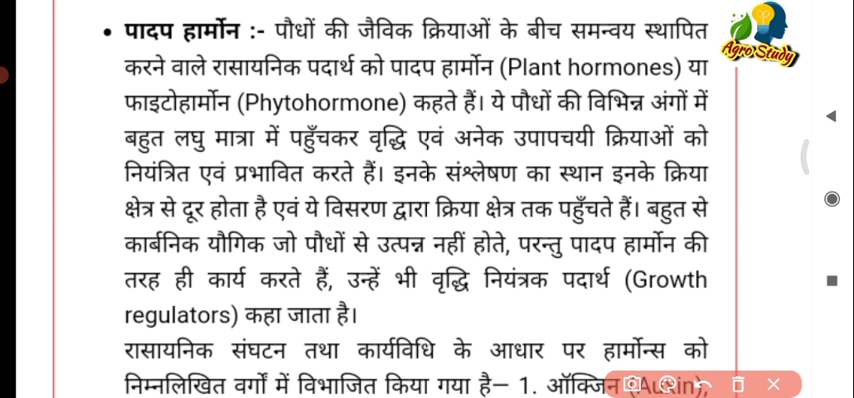 • पादप हार्मोन :- पौधों की जैविक क्रियाओं के बीच समन्वय स्थापित
करने वाले रासायनिक पदार्थ को पादप हार्मोन (Plant hormones) या
फाइटोहार्मोन (Phytohormone) कहते हैं। ये पौधों की विभिन्न अंगों में
बहुत लघु मात्रा में पहुँचकर वृद्धि एवं अनेक उपापचयी क्रियाओं को
नियंत्रित एवं प्रभावित करते हैं। इनके संश्लेषण का स्थान इनके क्रिया
क्षेत्र से दूर होता है एवं ये विसरण द्वारा क्रिया क्षेत्र तक पहुँचते हैं। बहुत से
कार्बनिक यौगिक जो पौधों से उत्पन्न नहीं होते, परन्तु पादप हार्मोन की
तरह ही कार्य करते हैं, उन्हें भी वृद्धि नियंत्रक पदार्थ (Growth
regulators) कहा जाता है।
रासायनिक संघटन तथा कार्यविधि के आधार पर हार्मोन्स को
निम्नलिखित वर्गों में विभाजित किया गया है– 1. ऑक्जिन (Auxin),
Agro Study